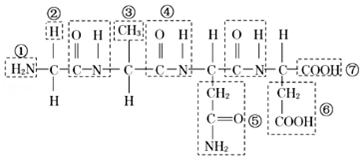 ② ③ ④
H O H CH₃ O H H O H H
① H₂N—C—C—N—C—C—N—C—C—N—C—COOH ⑦
H H CH₂ CH₂
C=O ⑤ COOH ⑥
NH₂